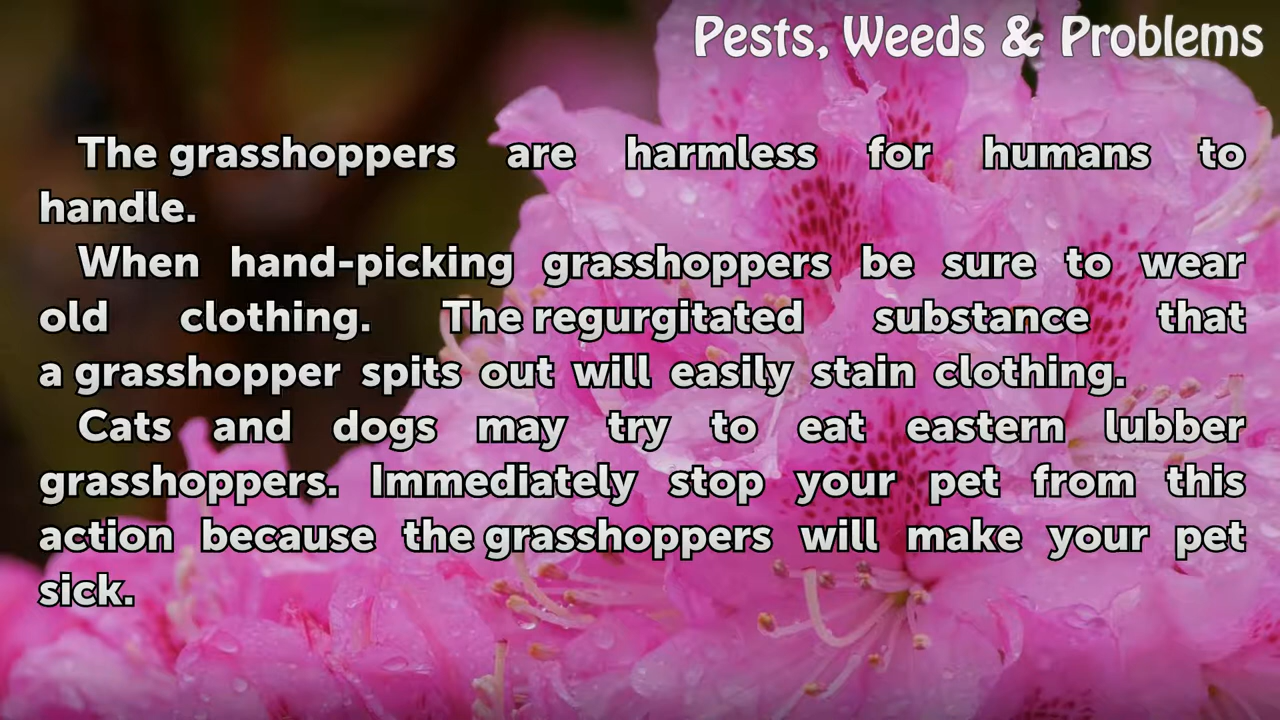 Pests, Weeds & Problems
The grasshoppers are harmless for humans to
handle.
When hand-picking grasshoppers be sure to wear
old clothing. The regurgitated substance that
a grasshopper spits out will easily stain clothing.
Cats and dogs may try to eat eastern lubber
grasshoppers. Immediately stop your pet from this
action because the grasshoppers will make your pet
sick.